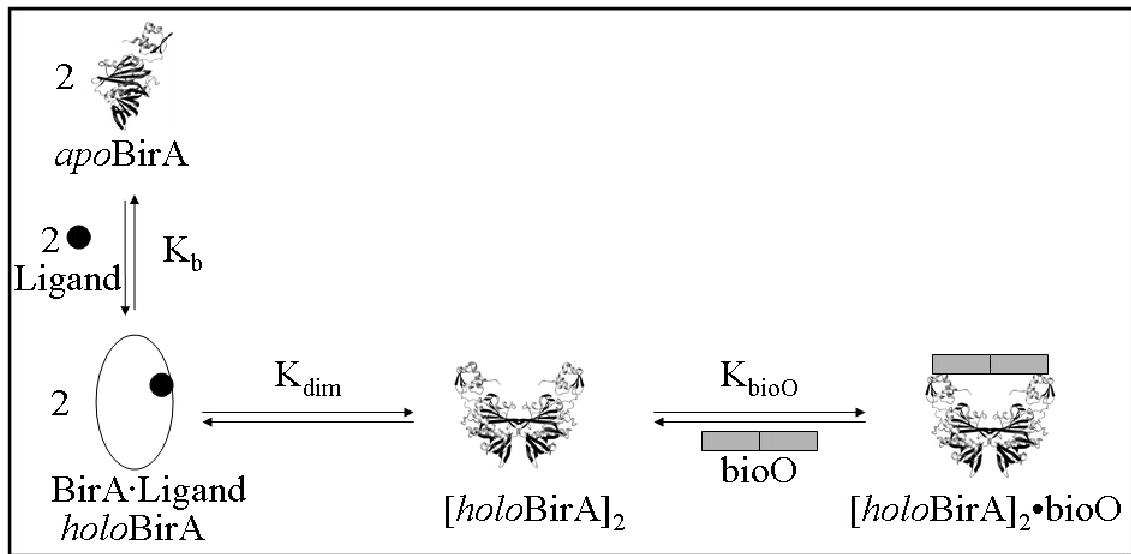 2
apoBirA
2
Ligand
K_b
2
BirA·Ligand
holoBirA
K_dim
[holoBirA]_2
K_bioO
bioO
[holoBirA]_2•bioO